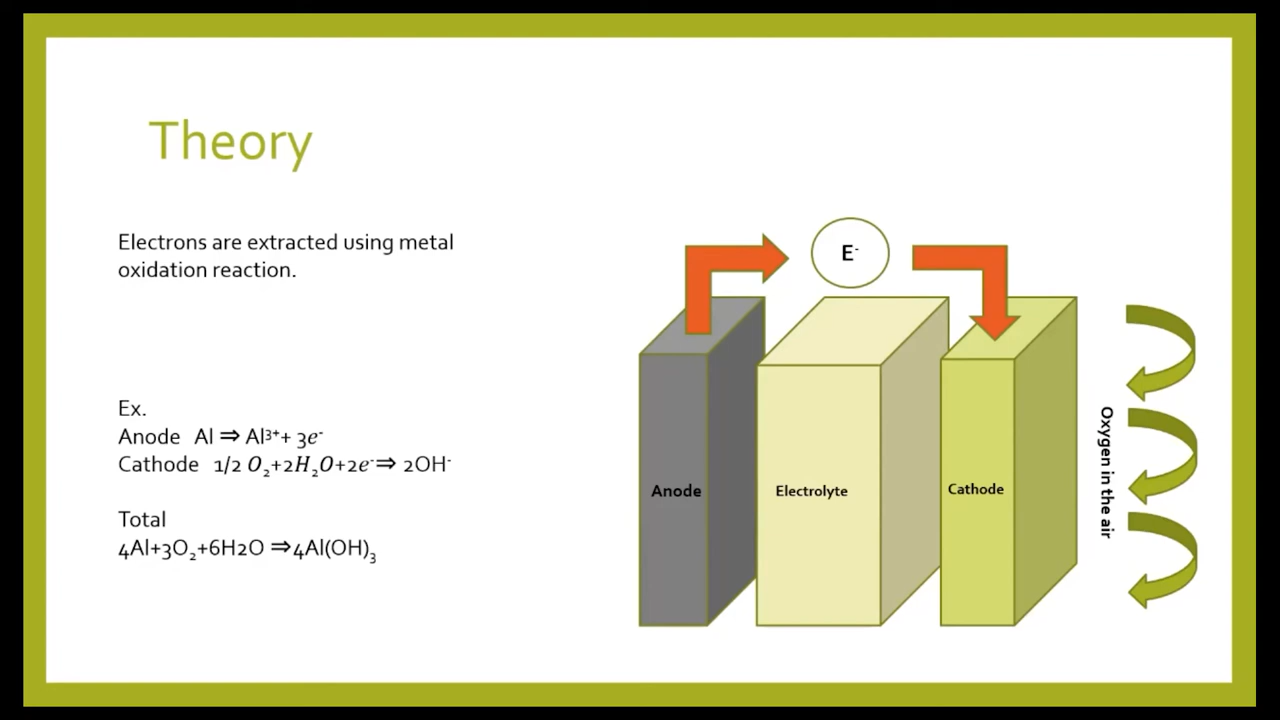 Theory
Electrons are extracted using metal
oxidation reaction.
Ex.
Anode Al ⇒ Al³⁺+ 3e⁻
Cathode 1/2 O₂+2H₂O+2e⁻⇒ 2OH⁻
Total
4Al+3O₂+6H2O ⇒4Al(OH)₃
E⁻
Anode
Electrolyte
Cathode
Oxygen in the air